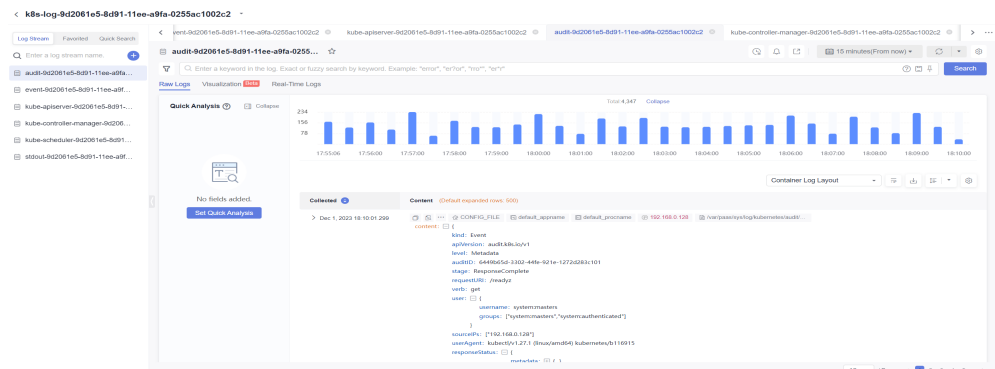 < k8s-log-9d2061e5-8d91-11ee-a9fa-0255ac1002c2
Log Stream Favorited Quick Search
Enter a log stream name.
audit-9d2061e5-8d91-11ee-a9fa...
event-9d2061e5-8d91-11ee-a9f...
kube-apiserver-9d2061e5-8d91-...
kube-controller-manager-9d206...
kube-scheduler-9d2061e5-8d91...
stdout-9d2061e5-8d91-11ee-a9f...
event-9d2061e5-8d91-11ee-a9fa-0255ac1002c2 kube-apiserver-9d2061e5-8d91-11ee-a9fa-0255ac1002c2 audit-9d2061e5-8d91-11ee-a9fa-0255ac1002c2 kube-controller-manager-9d2061e5-8d91-11ee-a9fa-0255ac1002c2
audit-9d2061e5-8d91-11ee-a9fa-0255...
15 minutes(From now)
Enter a keyword in the log. Exact or fuzzy search by keyword. Example: "error", "er?or", "rro*", "er*r"
Search
Raw Logs Visualization Beta Real-Time Logs
Quick Analysis Collapse
No fields added.
Set Quick Analysis
Total:4,347 Collapse
234
156
78
17:55:06 17:56:00 17:57:00 17:58:00 17:59:00 18:00:00 18:01:00 18:02:00 18:03:00 18:04:00 18:05:00 18:06:00 18:07:00 18:08:00 18:09:00 18:10:00
Container Log Layout
Collected Content (Default expanded rows: 500)
Dec 1, 2023 18:10:01 299 CONFIG_FILE default_appname default_procname 192.168.0.128 /var/paas/sys/log/kubernetes/audit/...
content: {
kind: Event
apiVersion: audit.k8s.io/v1
level: Metadata
auditID: 6449b65d-3302-44fe-921e-1272d283c101
stage: ResponseComplete
requestURI: /readyz
verb: get
user: {
username: system:masters
groups: ["system:masters","system:authenticated"]
}
sourceIPs: ["192.168.0.128"]
userAgent: kubectl/v1.27.1 (linux/amd64) kubernetes/b116915
responseStatus: {
metadata: { }